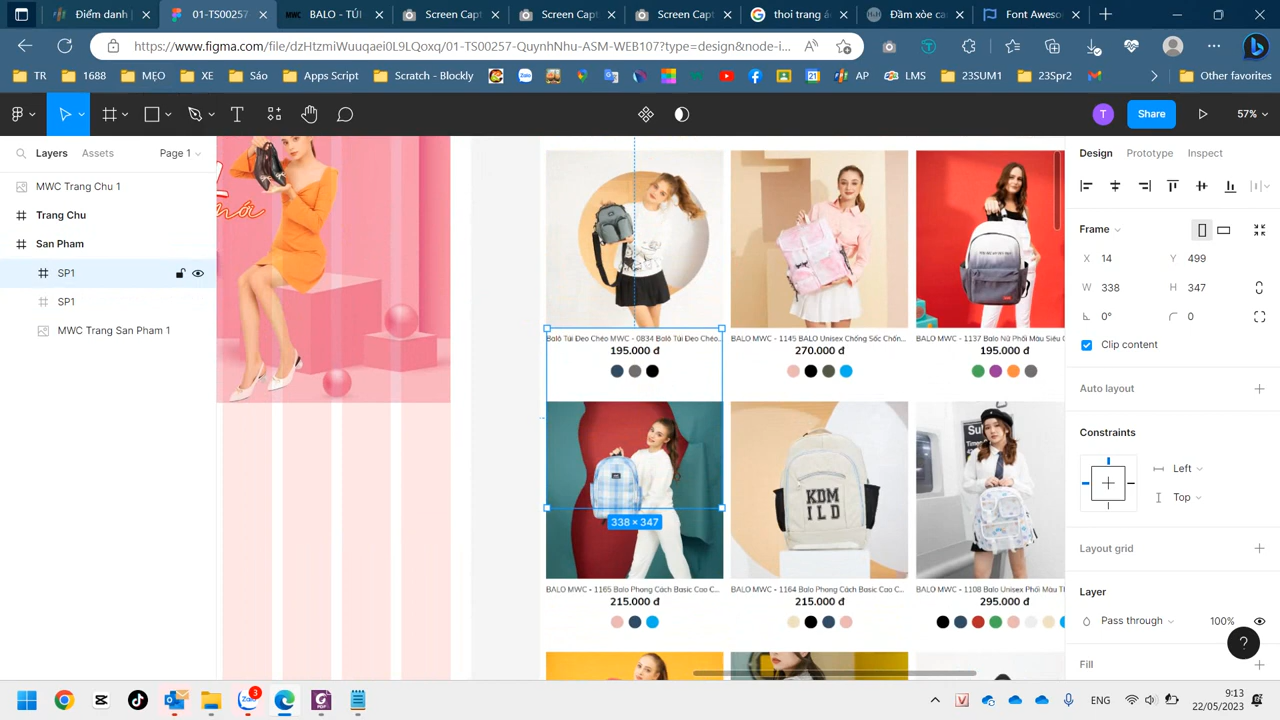 01-TS00257
Điểm danh
BALO - TÚI
Screen Capt
Screen Capt
Screen Capt
thoi trang
Đầm xòe ca
Font Aweso
https://www.figma.com/file/dzHtzmiWuuqaei0L9LQoxq/01-TS00257-QuynhNhu-ASM-WEB107?type=design&node-i...
TR
1688
MẸO
XE
Sáo
Apps Script
Scratch - Blockly
Zalo
21
AP
LMS
23SUM1
23Spr2
Other favorites
T
Share
57%
Layers
Assets
Page 1
MWC Trang Chu 1
Trang Chu
San Pham
SP1
SP1
MWC Trang San Pham 1
mới
Balô Túi Đeo Chéo MWC - 0834 Balô Túi Đeo Chéo...
195.000 đ
BALO MWC - 1145 BALO Unisex Chống Sốc Chốn...
270.000 đ
BALO MWC - 1137 Balo Nữ Phối Màu Siêu
195.000 đ
338 × 347
KDM
ILD
BALO MWC - 1165 Balo Phong Cách Basic Cao C...
215.000 đ
BALO MWC - 1164 Balo Phong Cách Basic Cao C...
215.000 đ
BALO MWC - 1108 Balo Unisex Phối Màu
295.000 đ
Design
Prototype
Inspect
Frame
X 14
Y 499
W 338
H 347
0°
0
Clip content
Auto layout
Constraints
Left
Top
Layout grid
Layer
Pass through
100%
Fill
?
Zalo
3
ENG
9:13
22/05/2023